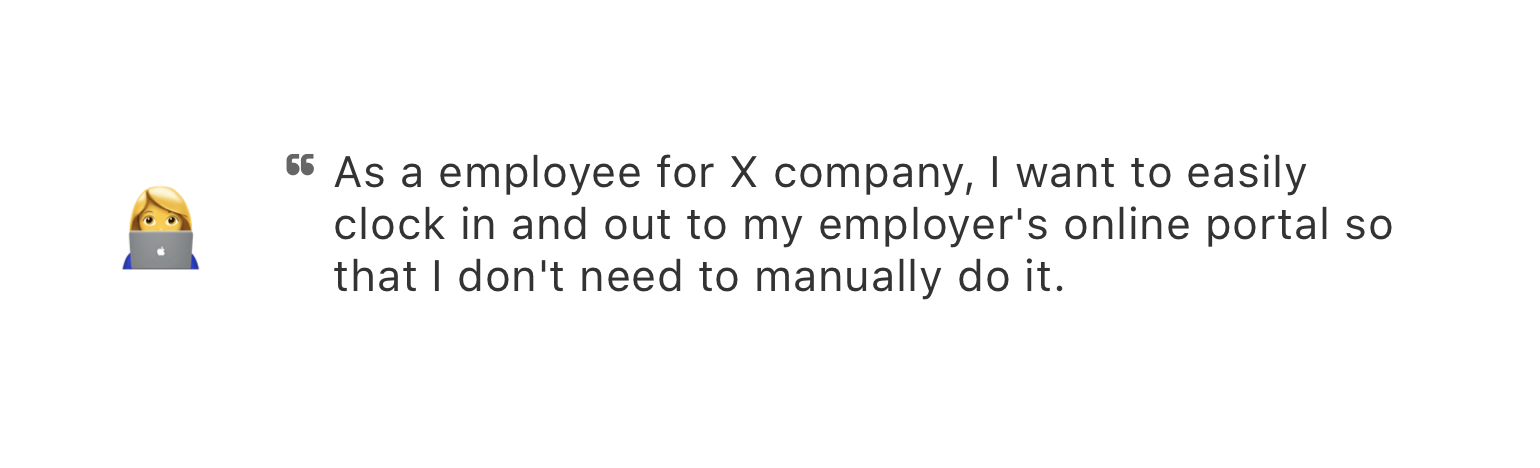 ❝ As a employee for X company, I want to easily
clock in and out to my employer's online portal so
that I don't need to manually do it.